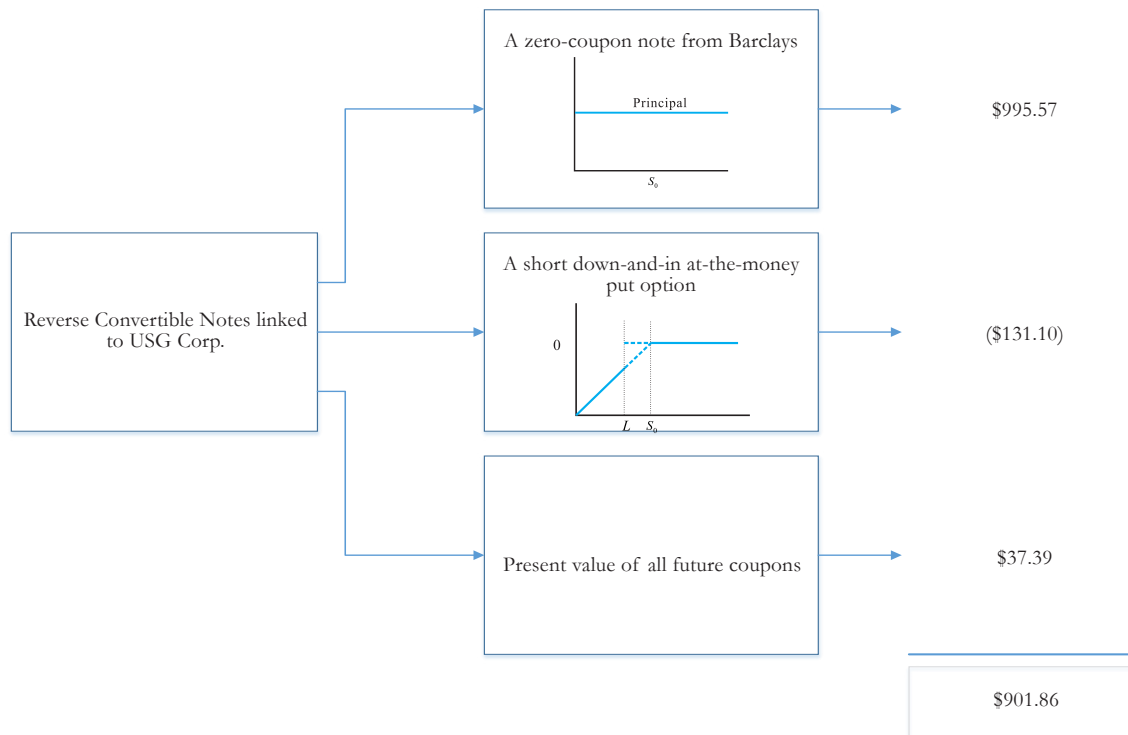 A zero-coupon note from Barclays
Principal
S₀
$995.57
Reverse Convertible Notes linked
to USG Corp.
A short down-and-in at-the-money
put option
0
L S₀
($131.10)
Present value of all future coupons
$37.39
$901.86